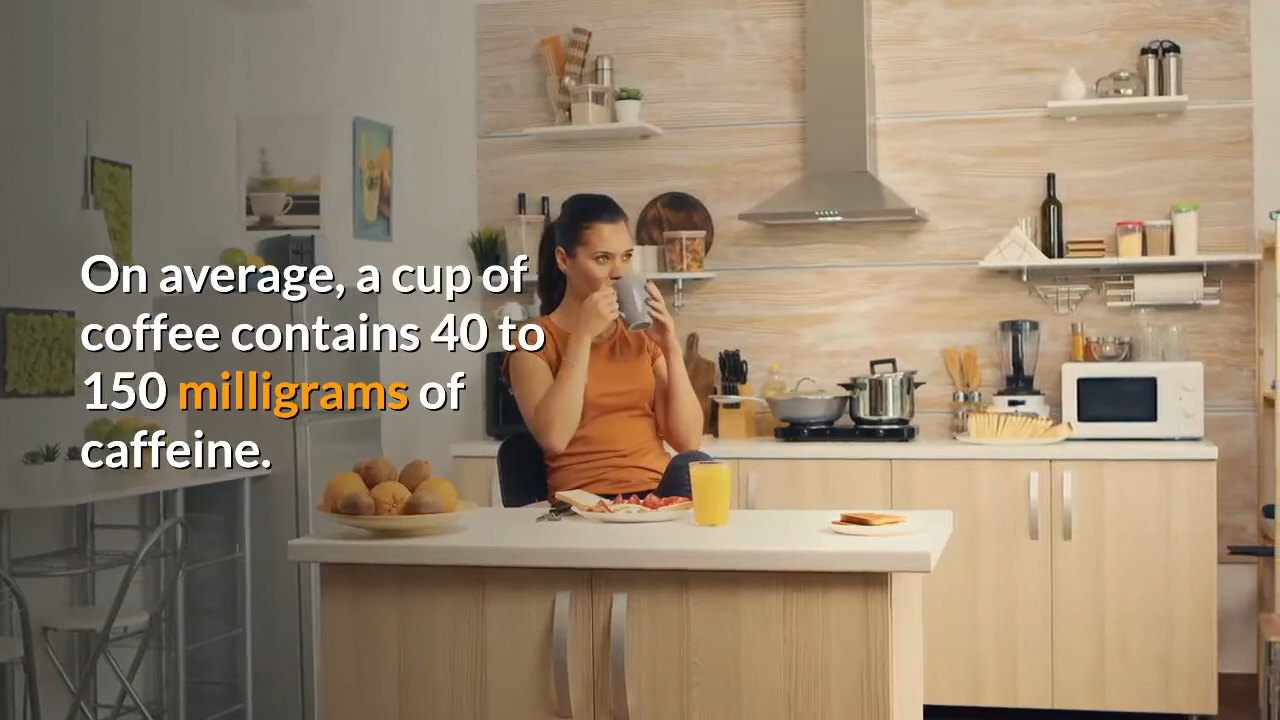 On average, a cup of
coffee contains 40 to
150 milligrams of
caffeine.